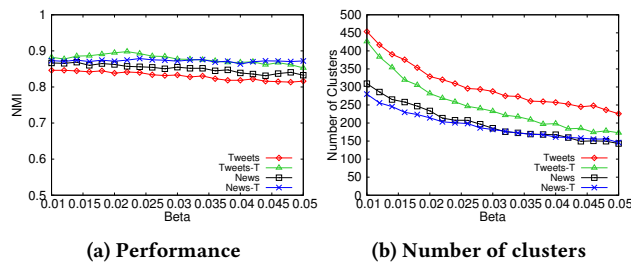 1
0.9
0.8
0.7
0.6
0.5
NMI
Tweets
Tweets-T
News
News-T
0.01 0.015 0.02 0.025 0.03 0.035 0.04 0.045 0.05
Beta
(a) Performance
500
450
400
350
300
250
200
150
100
50
0
Number of Clusters
Tweets
Tweets-T
News
News-T
0.01 0.015 0.02 0.025 0.03 0.035 0.04 0.045 0.05
Beta
(b) Number of clusters